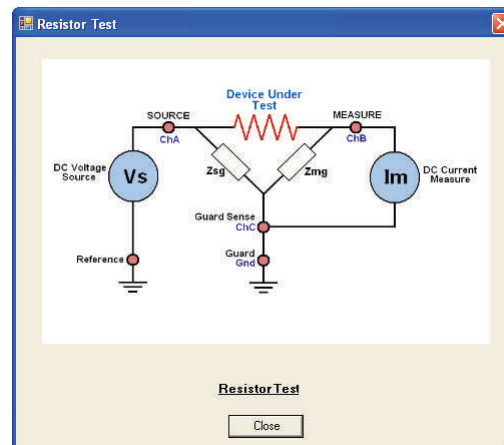 Resistor Test
Device Under
Test
SOURCE
ChA
MEASURE
ChB
DC Voltage
Source
Vs
Zsg
Zmg
Im
DC Current
Measure
Guard Sense
ChC
Reference
Guard
Gnd
Resistor Test
Close